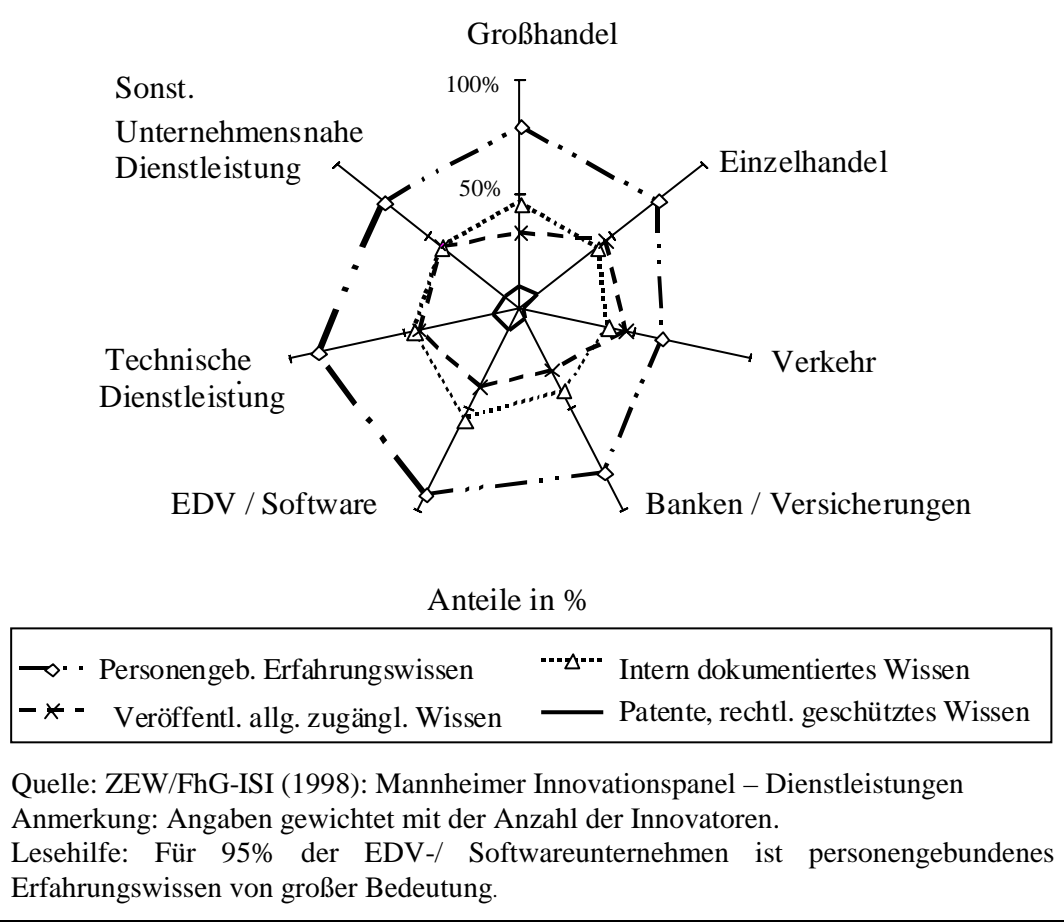 Großhandel
100%
50%
Sonst.
Unternehmensnahe
Dienstleistung
Einzelhandel
Technische
Dienstleistung
Verkehr
EDV / Software
Banken / Versicherungen
Anteile in %
Personengeb. Erfahrungswissen
Intern dokumentiertes Wissen
Veröffentl. allg. zugängl. Wissen
Patente, rechtl. geschütztes Wissen
Quelle: ZEW/FhG-ISI (1998): Mannheimer Innovationspanel – Dienstleistungen
Anmerkung: Angaben gewichtet mit der Anzahl der Innovatoren.
Lesehilfe: Für 95% der EDV-/ Softwareunternehmen ist personengebundenes
Erfahrungswissen von großer Bedeutung.